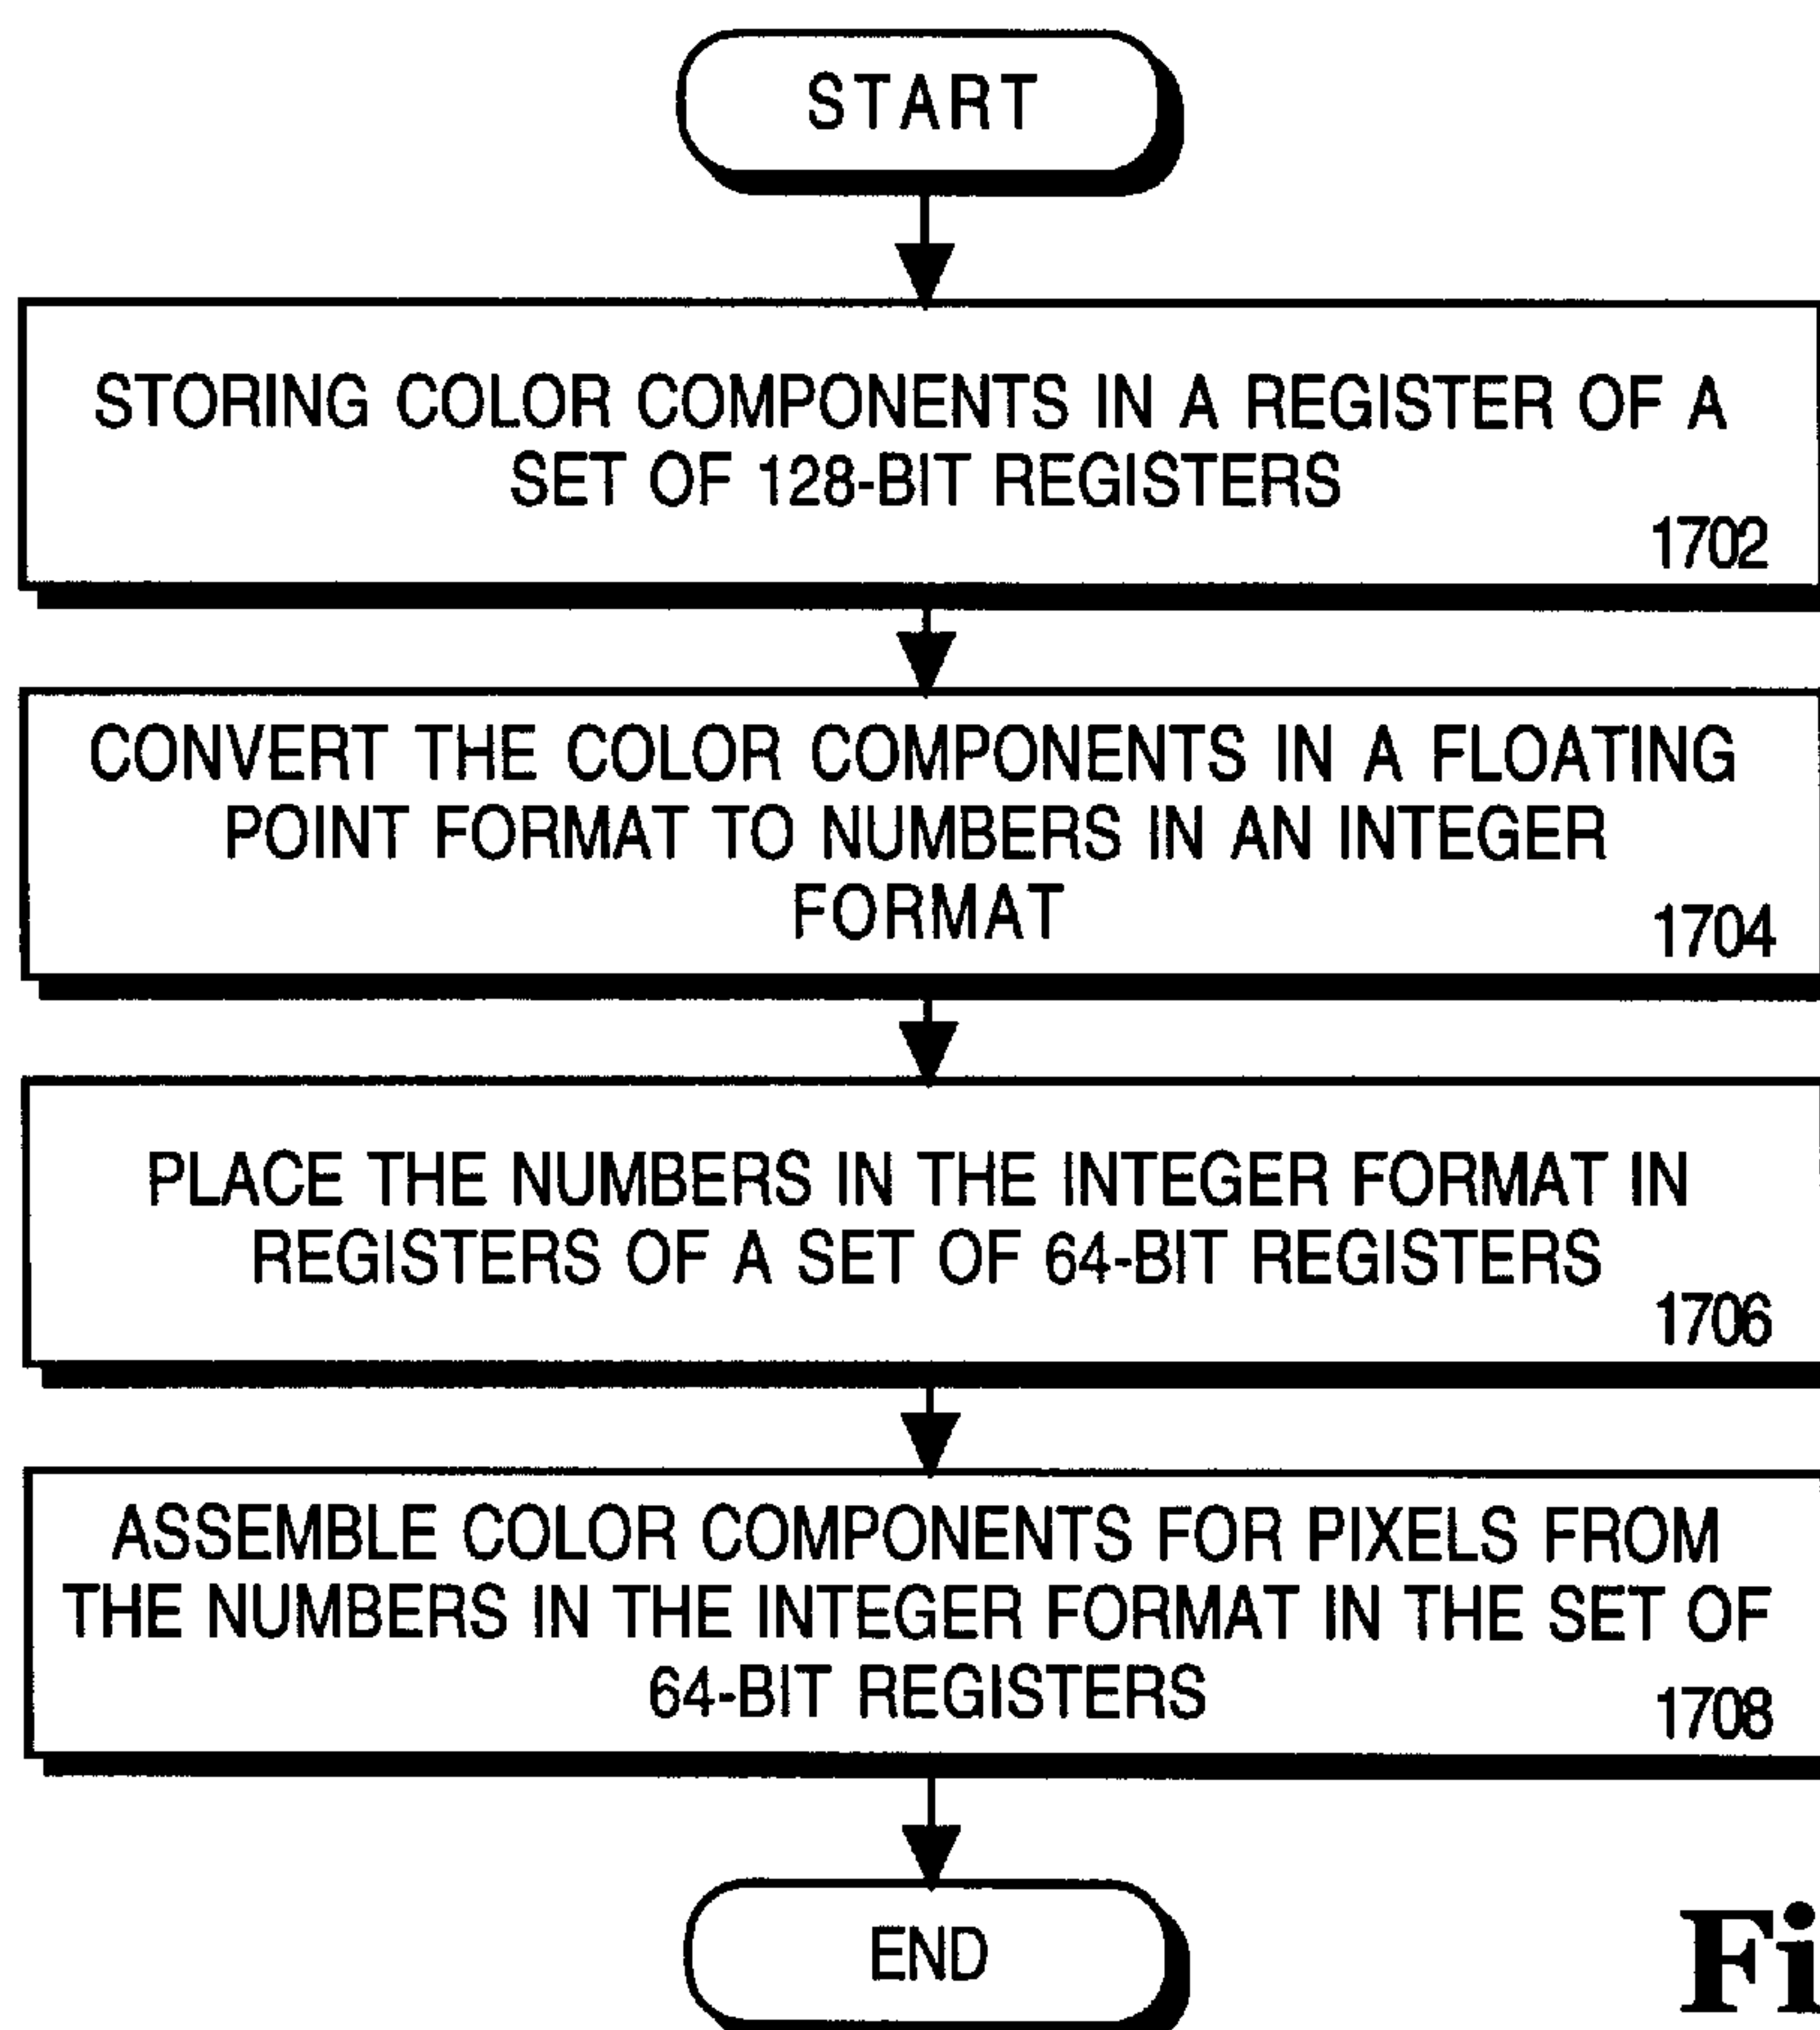 START
STORING COLOR COMPONENTS IN A REGISTER OF A
SET OF 128-BIT REGISTERS
1702
CONVERT THE COLOR COMPONENTS IN A FLOATING
POINT FORMAT TO NUMBERS IN AN INTEGER
FORMAT
1704
PLACE THE NUMBERS IN THE INTEGER FORMAT IN
REGISTERS OF A SET OF 64-BIT REGISTERS
1706
ASSEMBLE COLOR COMPONENTS FOR PIXELS FROM
THE NUMBERS IN THE INTEGER FORMAT IN THE SET OF
64-BIT REGISTERS
1708
END
Fi